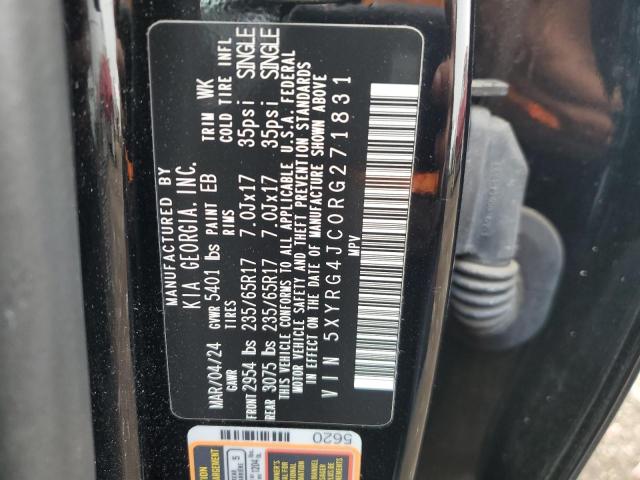 MANUFACTURED BY
KIA GEORGIA, INC.
MAR/04/24 GVWR 5401 lbs PAINT EB TRIM WK
GAWR TIRES RIMS COLD TIRE INFL
FRONT 2954 lbs 235/65R17 7.0Jx17 35psi SINGLE
REAR 3075 lbs 235/65R17 7.0Jx17 35psi SINGLE
THIS VEHICLE CONFORMS TO ALL APPLICABLE U.S.A. FEDERAL
MOTOR VEHICLE SAFETY AND THEFT PREVENTION STANDARDS
IN EFFECT ON THE DATE OF MANUFACTURE SHOWN ABOVE
VIN 5XYRG4JC0RG271831
MPV
5620